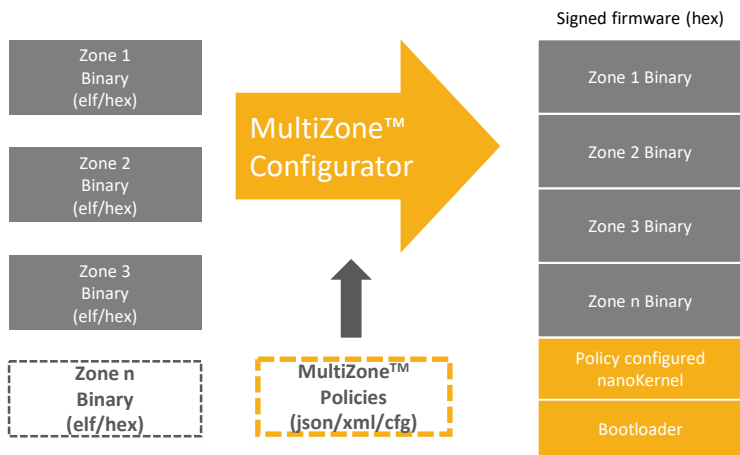 Zone 1
Binary
(elf/hex)
Zone 2
Binary
(elf/hex)
Zone 3
Binary
(elf/hex)
Zone n
Binary
(elf/hex)
MultiZone™
Configurator
MultiZone™
Policies
(json/xml/cfg)
Signed firmware (hex)
Zone 1 Binary
Zone 2 Binary
Zone 3 Binary
Zone n Binary
Policy configured
nanoKernel
Bootloader